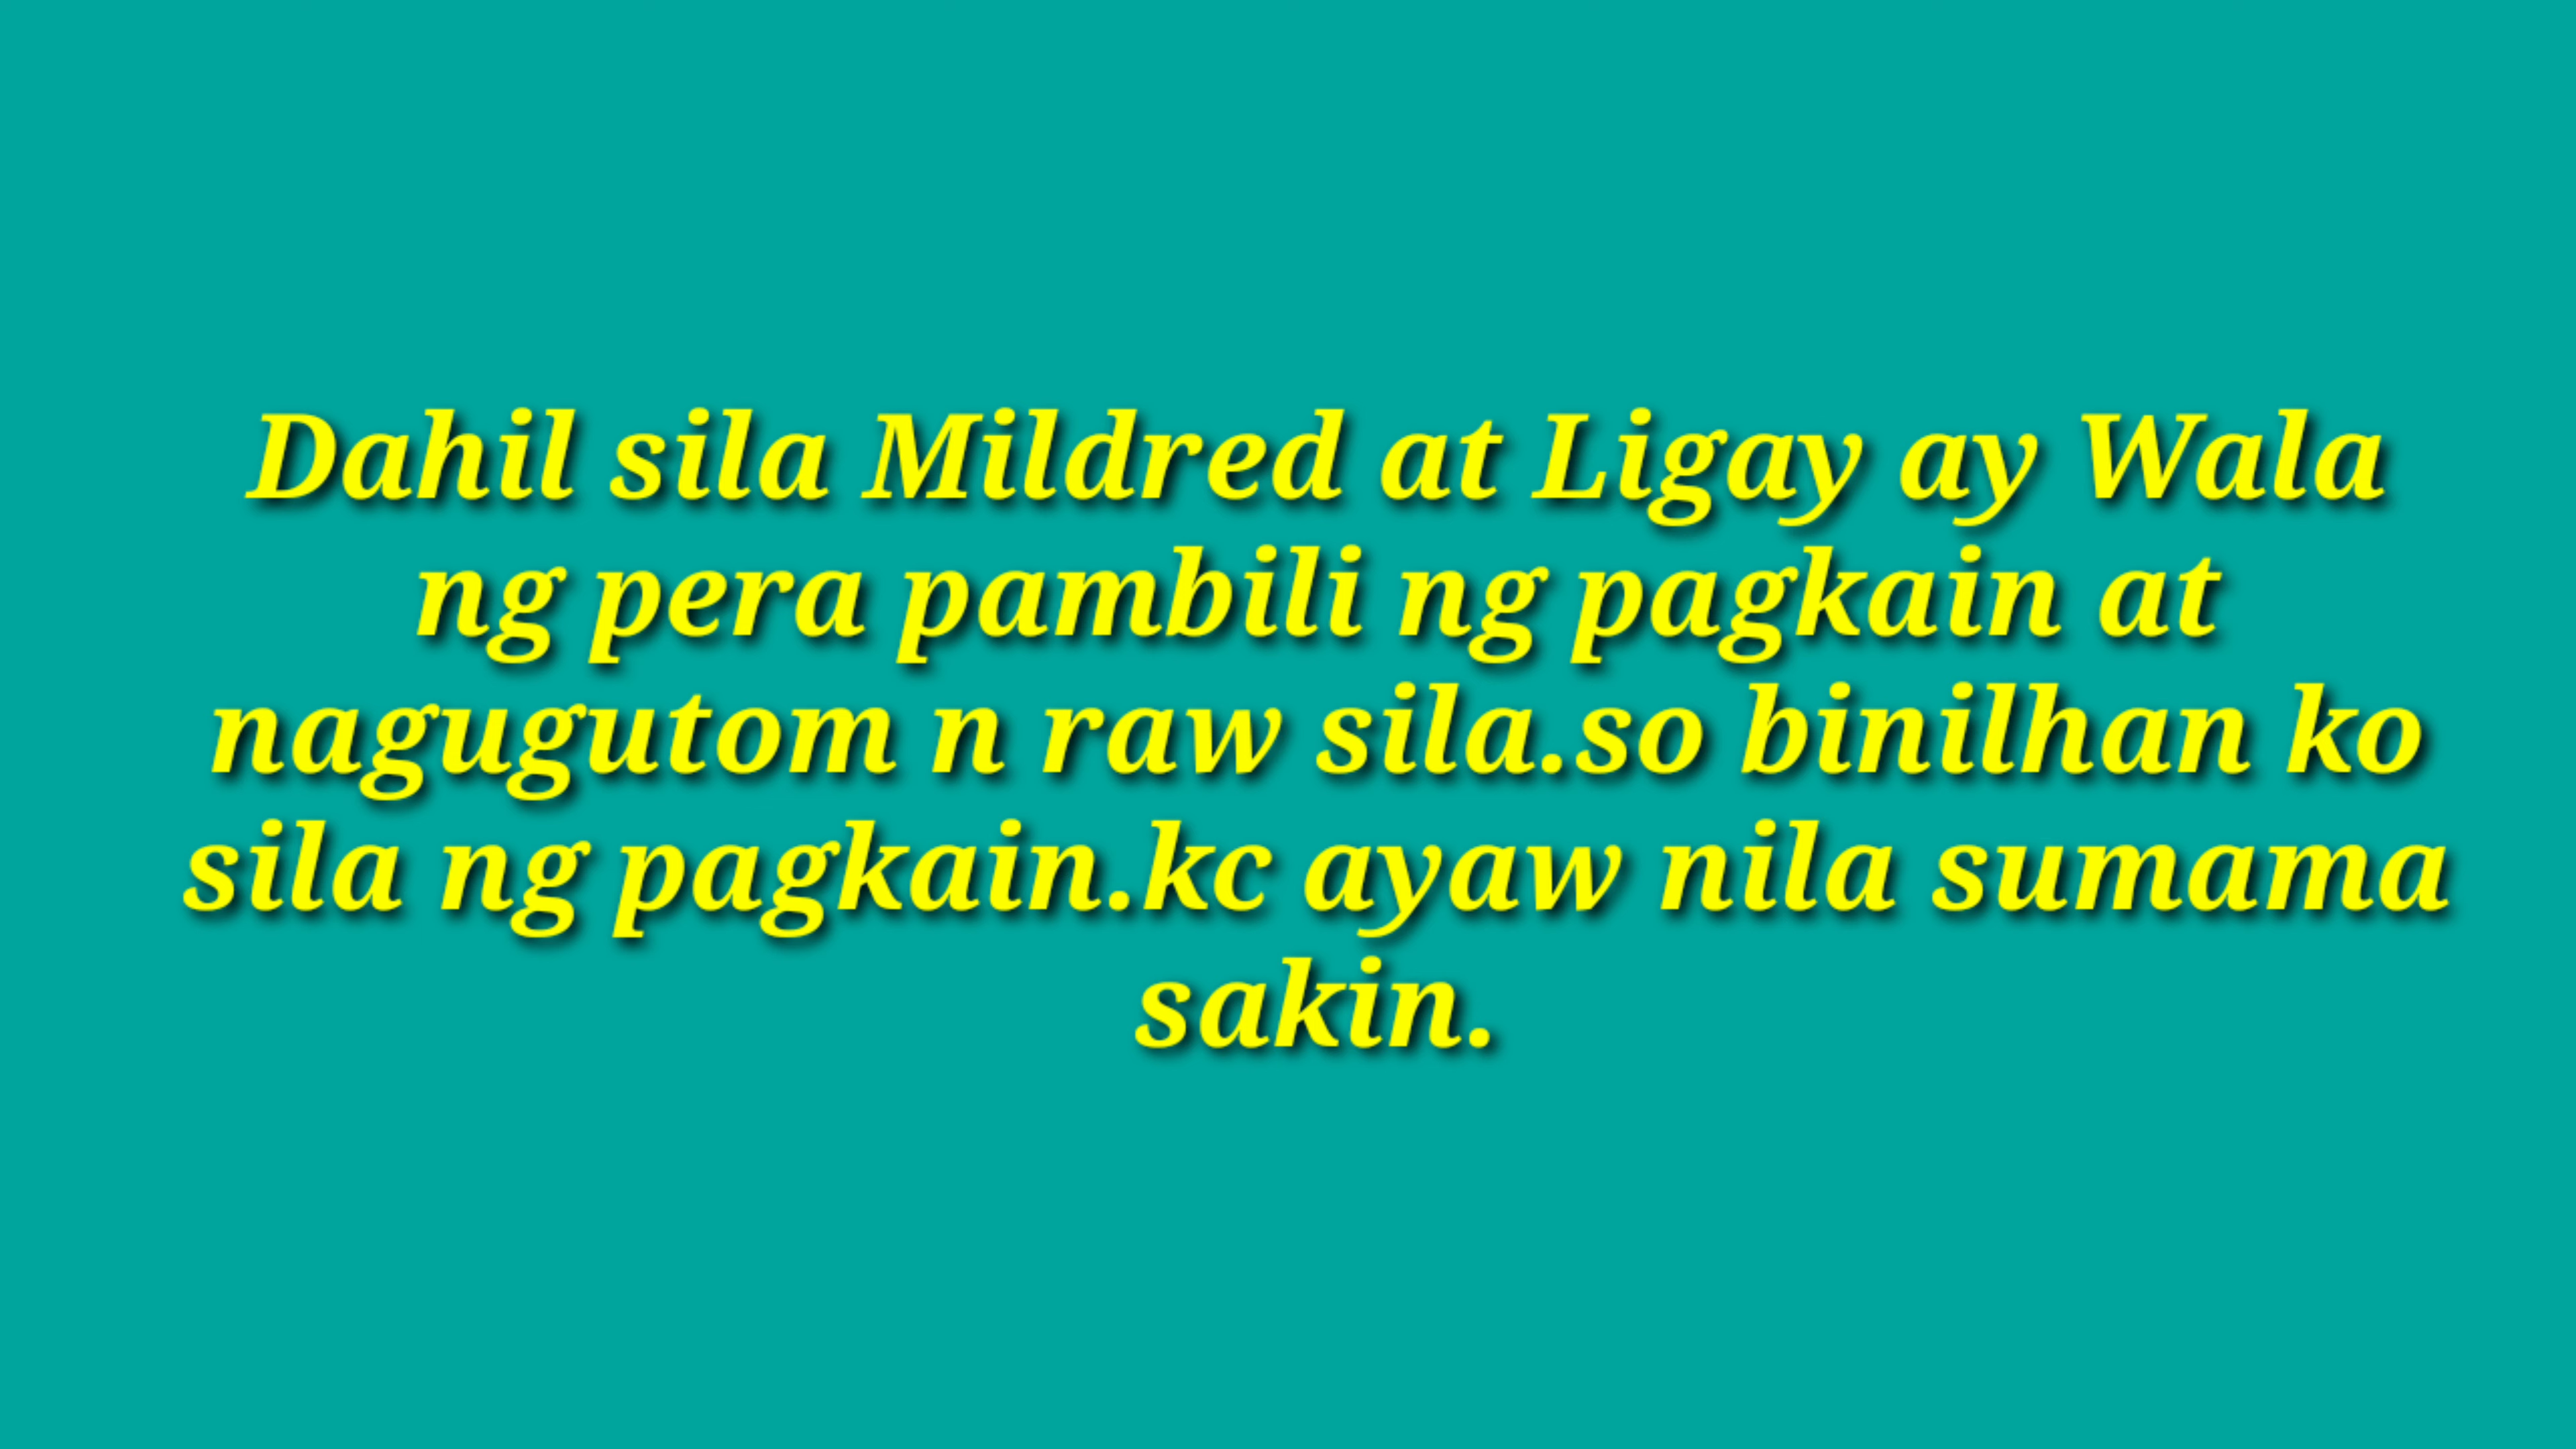 Dahil sila Mildred at Ligay ay Wala
ng pera pambili ng pagkain at
nagugutom n raw sila.so binilhan ko
sila ng pagkain.kc ayaw nila sumama
sakin.